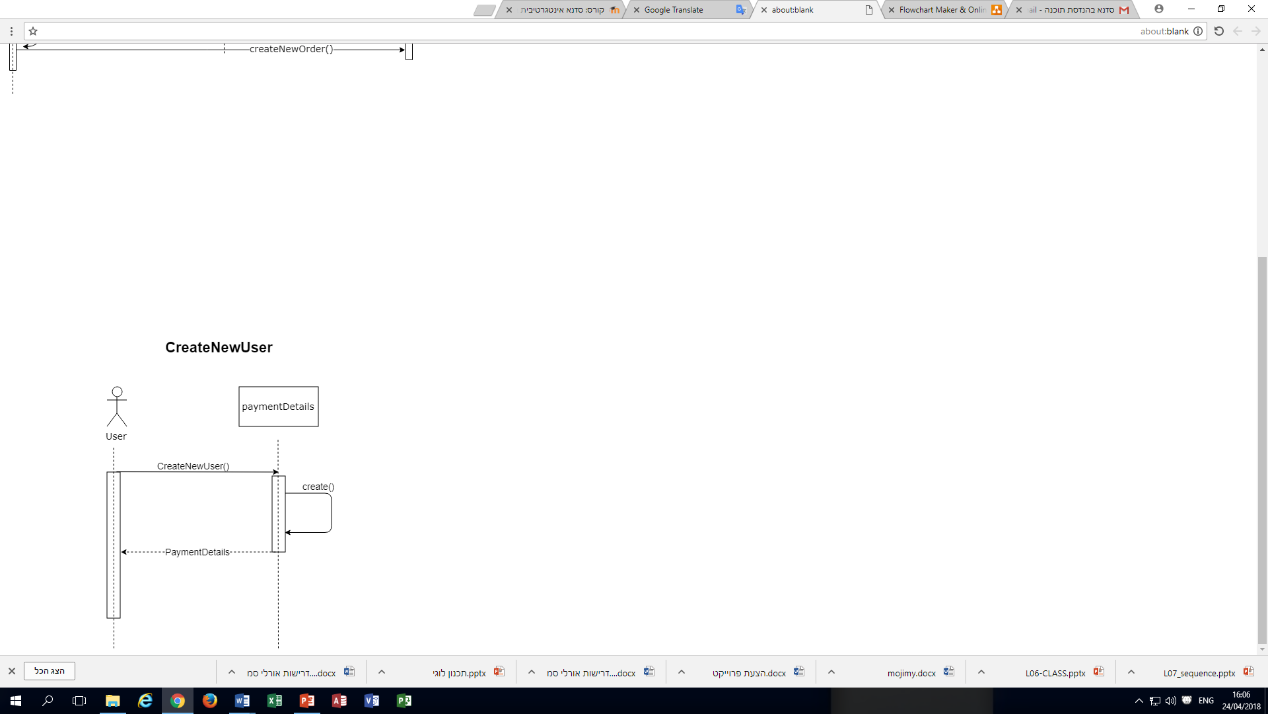 קורס: סדנא אינטגרטיבית
Google Translate
about:blank
Flowchart Maker & Onli
סדנא בהנדסת תוכנה - ail
about:blank
createNewOrder()
CreateNewUser
paymentDetails
User
CreateNewUser()
create()
PaymentDetails
הצג הכל
דרישות אורלי סמ....docx
תכנון לוגי.pptx
דרישות אורלי סמ....docx
הצעת פרוייקט.docx
mojimy.docx
L06-CLASS.pptx
L07_sequence.pptx
ENG
16:06
24/04/2018